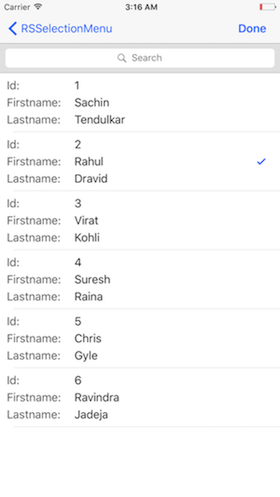 Carrier 3:16 AM
RSSelectionMenu Done
Search
Id: 1
Firstname: Sachin
Lastname: Tendulkar
Id: 2
Firstname: Rahul
Lastname: Dravid
Id: 3
Firstname: Virat
Lastname: Kohli
Id: 4
Firstname: Suresh
Lastname: Raina
Id: 5
Firstname: Chris
Lastname: Gyle
Id: 6
Firstname: Ravindra
Lastname: Jadeja